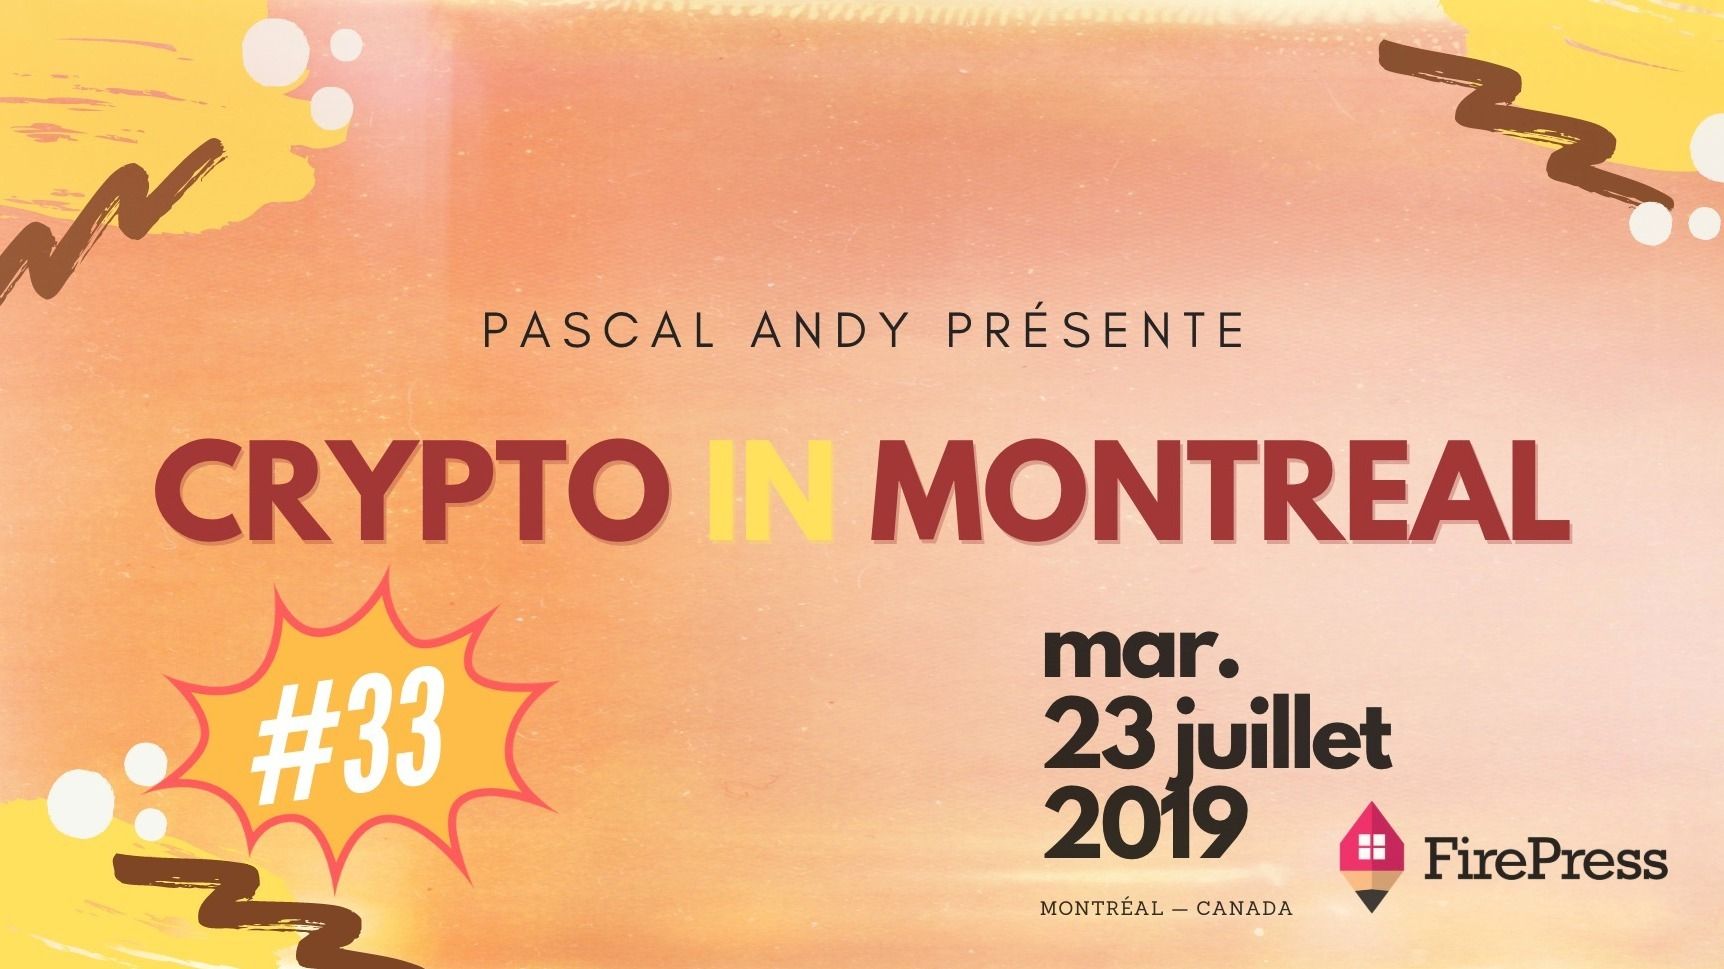 PASCAL ANDY PRÉSENTE
CRYPTO IN MONTREAL
#33
mar.
23 juillet
2019
FirePress
MONTRÉAL — CANADA